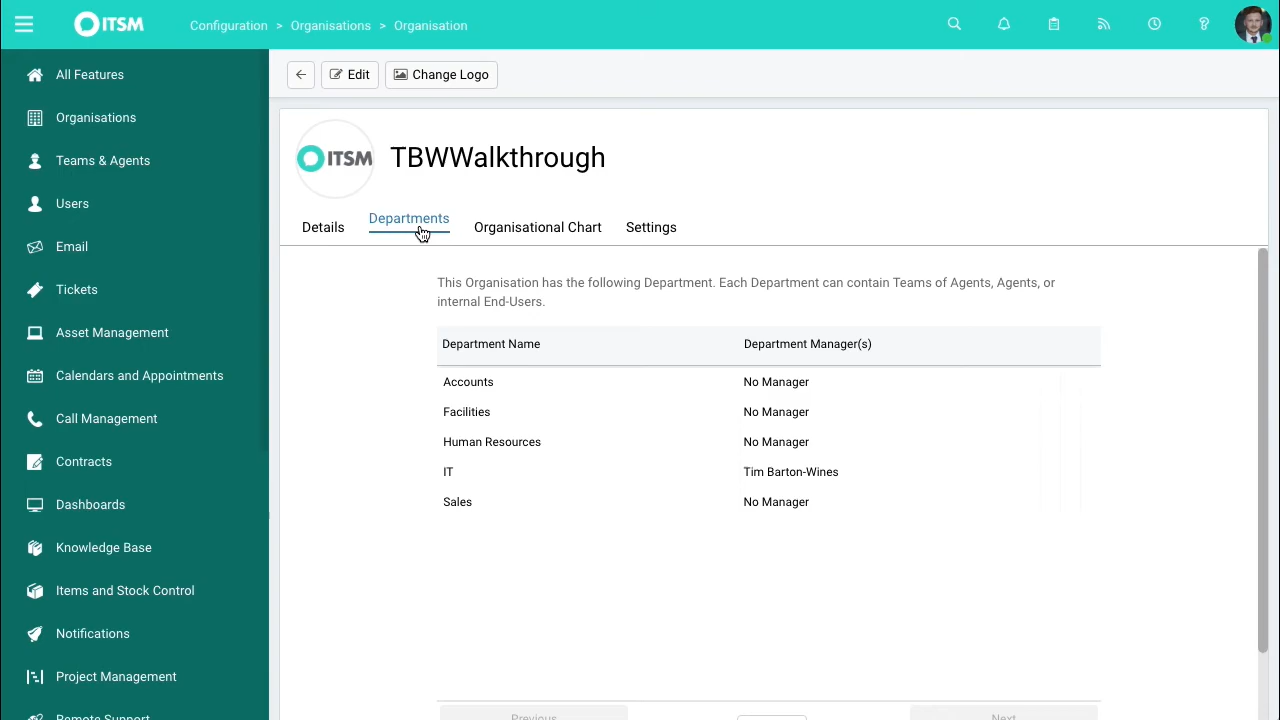 ITSM
Configuration > Organisations > Organisation
All Features
Organisations
Teams & Agents
Users
Email
Tickets
Asset Management
Calendars and Appointments
Call Management
Contracts
Dashboards
Knowledge Base
Items and Stock Control
Notifications
Project Management
Remote Support
Edit
Change Logo
ITSM
TBWWalkthrough
Details
Departments
Organisational Chart
Settings
This Organisation has the following Department. Each Department can contain Teams of Agents, Agents, or
internal End-Users.
Department Name Department Manager(s)
Accounts No Manager
Facilities No Manager
Human Resources No Manager
IT Tim Barton-Wines
Sales No Manager
Previous
Next